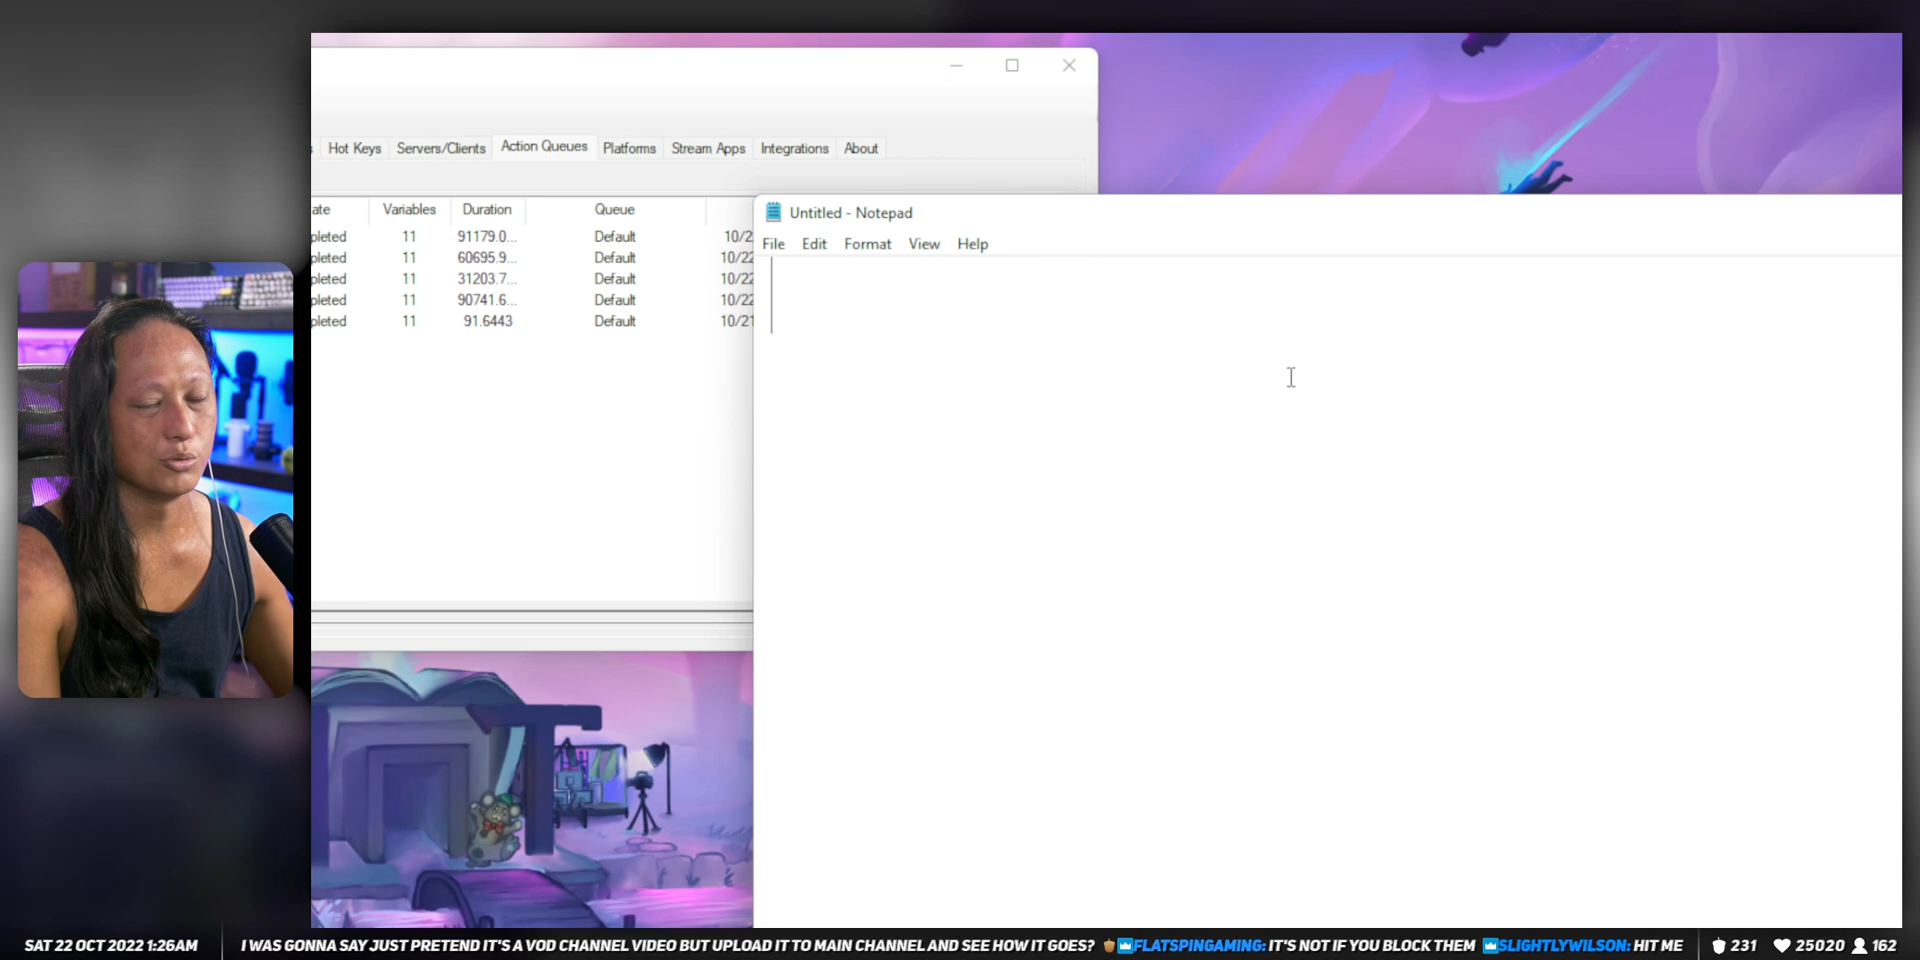 Hot Keys Servers/Clients Action Queues Platforms Stream Apps Integrations About
ate Variables Duration Queue
pleted 11 91179.0... Default 10/2
pleted 11 60695.9... Default 10/22
pleted 11 31203.7... Default 10/22
pleted 11 90741.6... Default 10/22
pleted 11 91.6443 Default 10/21
Untitled - Notepad
File Edit Format View Help
SAT 22 OCT 2022 1:26AM I WAS GONNA SAY JUST PRETEND IT'S A VOD CHANNEL VIDEO BUT UPLOAD IT TO MAIN CHANNEL AND SEE HOW IT GOES? FLATSPINGAMING: IT'S NOT IF YOU BLOCK THEM SLIGHTLYWILSON: HIT ME 231 25020 162